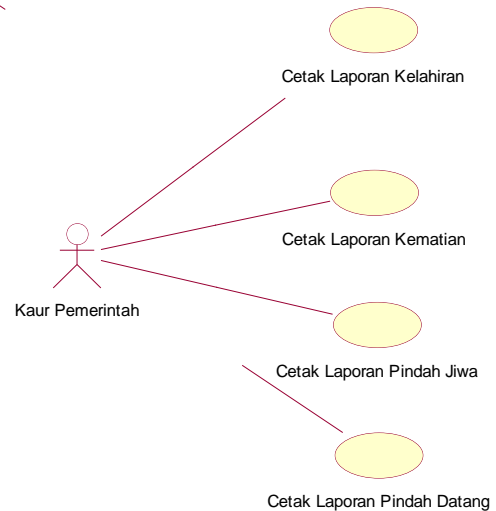 Cetak Laporan Kelahiran
Cetak Laporan Kematian
Kaur Pemerintah
Cetak Laporan Pindah Jiwa
Cetak Laporan Pindah Datang